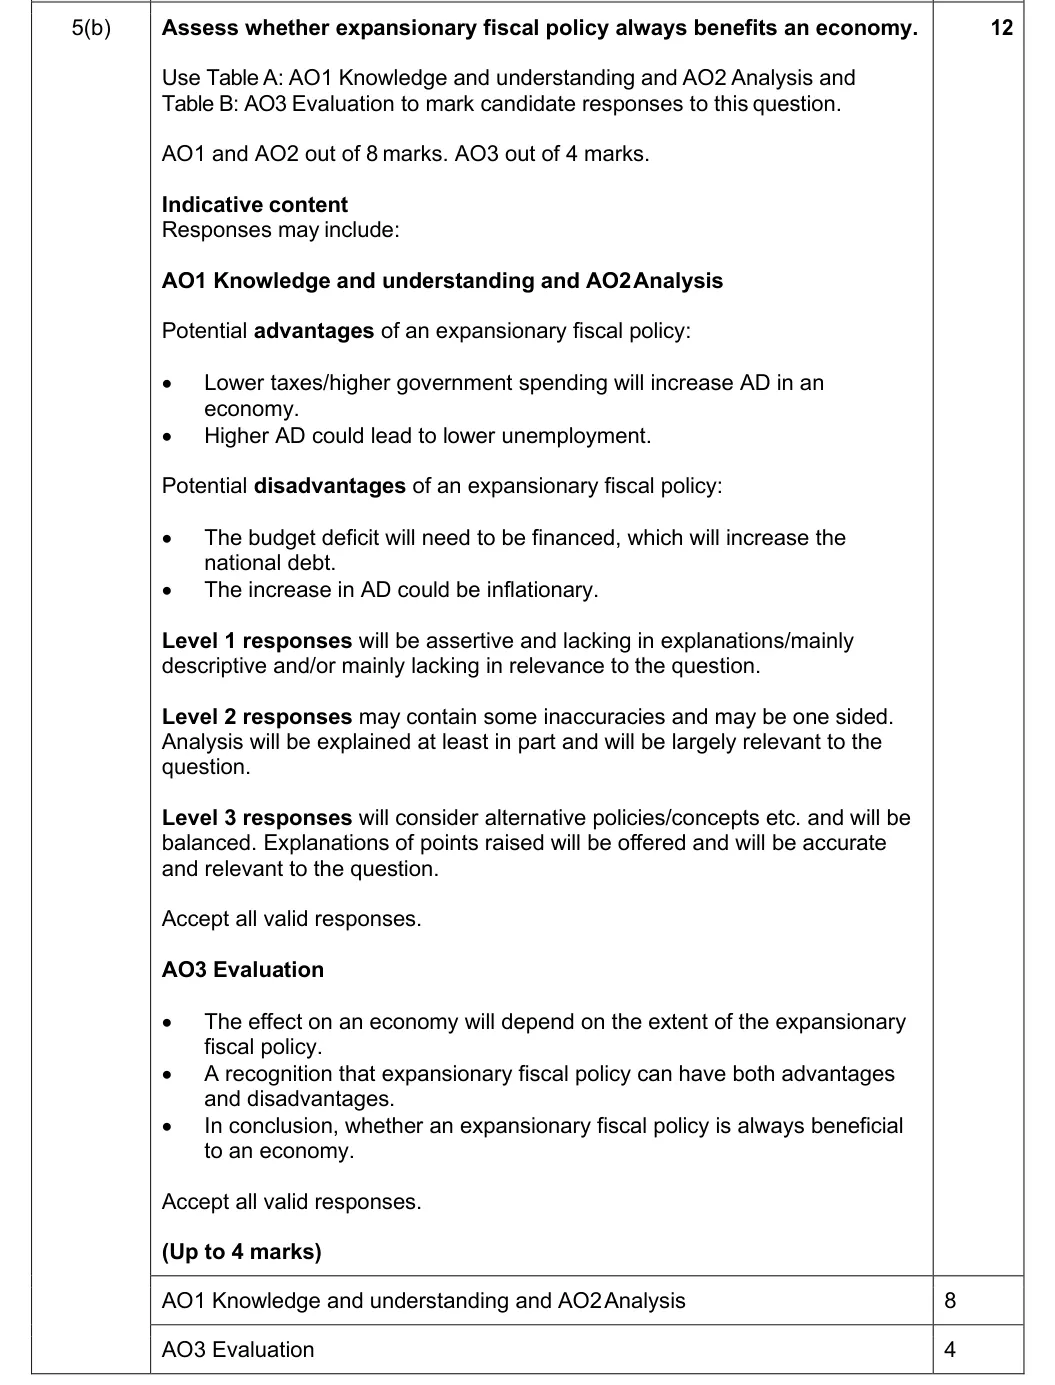 5(b) Assess whether expansionary fiscal policy always benefits an economy. 12
Use Table A: AO1 Knowledge and understanding and AO2 Analysis and
Table B: AO3 Evaluation to mark candidate responses to this question.
AO1 and AO2 out of 8 marks. AO3 out of 4 marks.
Indicative content
Responses may include:
AO1 Knowledge and understanding and AO2 Analysis
Potential advantages of an expansionary fiscal policy:
• Lower taxes/higher government spending will increase AD in an
economy.
• Higher AD could lead to lower unemployment.
Potential disadvantages of an expansionary fiscal policy:
• The budget deficit will need to be financed, which will increase the
national debt.
• The increase in AD could be inflationary.
Level 1 responses will be assertive and lacking in explanations/mainly
descriptive and/or mainly lacking in relevance to the question.
Level 2 responses may contain some inaccuracies and may be one sided.
Analysis will be explained at least in part and will be largely relevant to the
question.
Level 3 responses will consider alternative policies/concepts etc. and will be
balanced. Explanations of points raised will be offered and will be accurate
and relevant to the question.
Accept all valid responses.
AO3 Evaluation
• The effect on an economy will depend on the extent of the expansionary
fiscal policy.
• A recognition that expansionary fiscal policy can have both advantages
and disadvantages.
• In conclusion, whether an expansionary fiscal policy is always beneficial
to an economy.
Accept all valid responses.
(Up to 4 marks)
AO1 Knowledge and understanding and AO2 Analysis 8
AO3 Evaluation 4